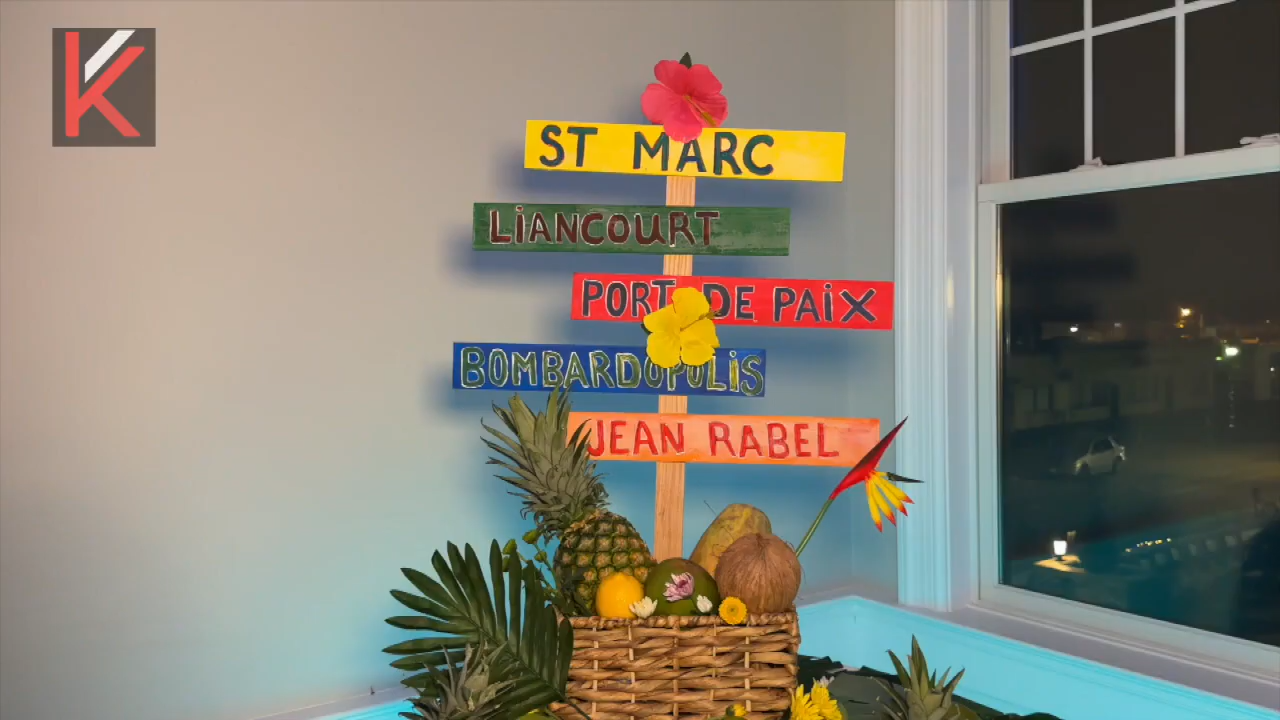 K
ST MARC
LIANCOURT
PORT DE PAIX
BOMBARDOPOLIS
JEAN RABEL